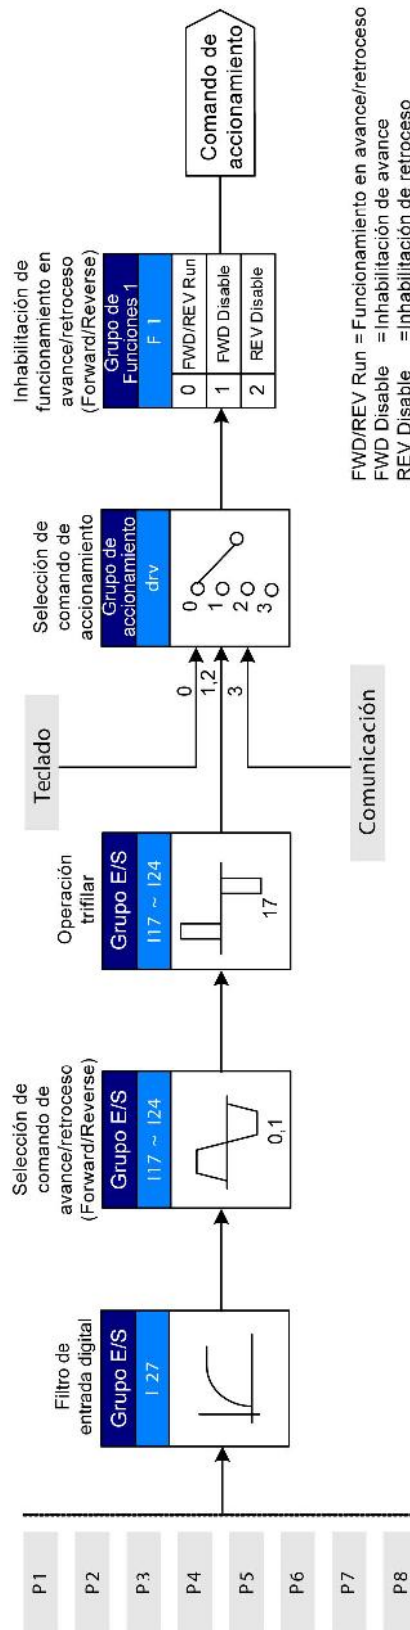 P1
P2
P3
P4
P5
P6
P7
P8
Filtro de
entrada digital
Grupo E/S
I 27
Selección de
comando de
avance/retroceso
(Forward/Reverse)
Grupo E/S
I17 ~ I24
0,1
Operación
trifilar
Grupo E/S
I17 ~ I24
17
Teclado
0
1,2
3
Comunicación
Selección de
comando de
accionamiento
Grupo de
accionamiento
drv
0
1
2
3
Inhabilitación de
funcionamiento en
avance/retroceso
(Forward/Reverse)
Grupo de
Funciones 1
F 1
0 FWD/REV Run
1 FWD Disable
2 REV Disable
Comando de
accionamiento
FWD/REV Run = Funcionamiento en avance/retroceso
FWD Disable = Inhabilitación de avance
REV Disable =Inhabilitación de retroceso